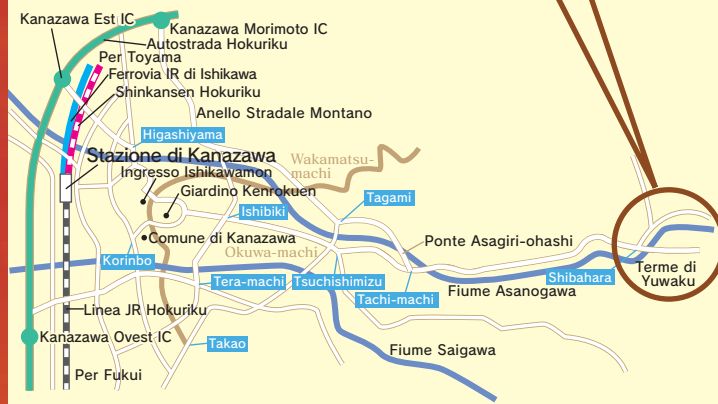 Kanazawa Est IC
Kanazawa Morimoto IC
Autostrada Hokuriku
Per Toyama
Ferrovia IR di Ishikawa
Shinkansen Hokuriku
Anello Stradale Montano
Higashiyama
Stazione di Kanazawa
Wakamatsu-
machi
Ingresso Ishikawamon
Giardino Kenrokuen
Tagami
Ishibiki
Comune di Kanazawa
Ponte Asagiri-ohashi
Okuwa-machi
Korinbo
Terme di
Yuwaku
Shibahara
Tera-machi
Tsuchishimizu
Fiume Asanogawa
Tachi-machi
Linea JR Hokuriku
Kanazawa Ovest IC
Takao
Fiume Saigawa
Per Fukui